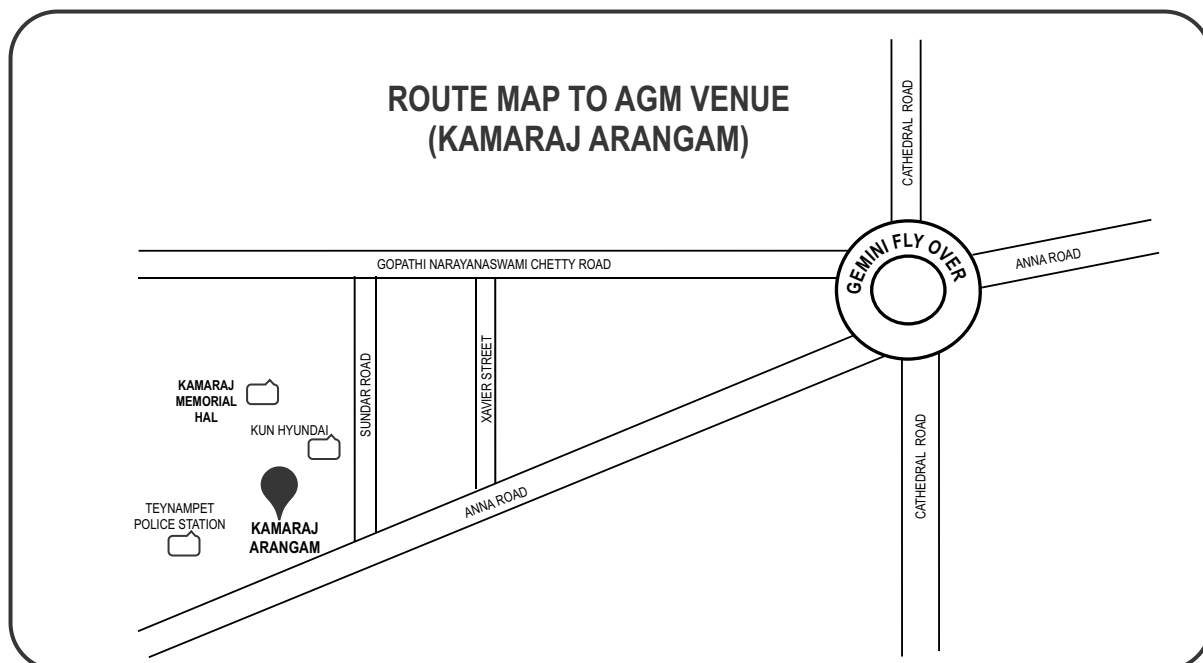 ROUTE MAP TO AGM VENUE
(KAMARAJ ARANGAM)
CATHEDRAL ROAD
GEMINI FLY OVER
ANNA ROAD
GOPATHI NARAYANASWAMI CHETTY ROAD
SUNDAR ROAD
XAVIER STREET
KAMARAJ
MEMORIAL
HAL
KUN HYUNDAI
TEYNAMPET
POLICE STATION
KAMARAJ
ARANGAM
ANNA ROAD
CATHEDRAL ROAD